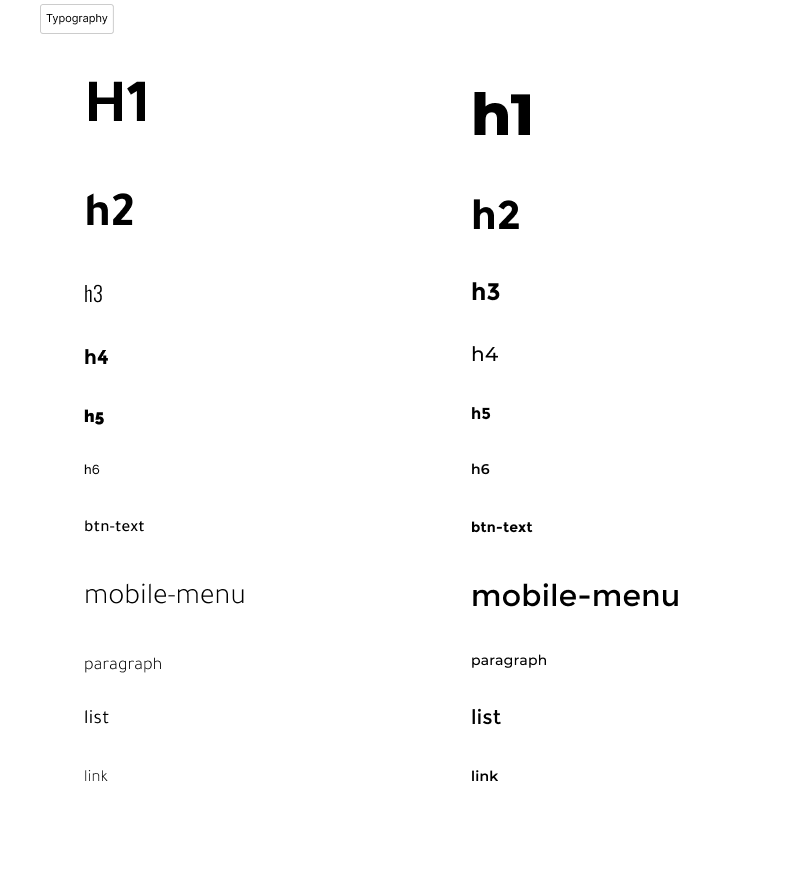 Typography
H1
h1
h2
h2
h3
h3
h4
h4
h5
h5
h6
h6
btn-text
btn-text
mobile-menu
mobile-menu
paragraph
paragraph
list
list
link
link